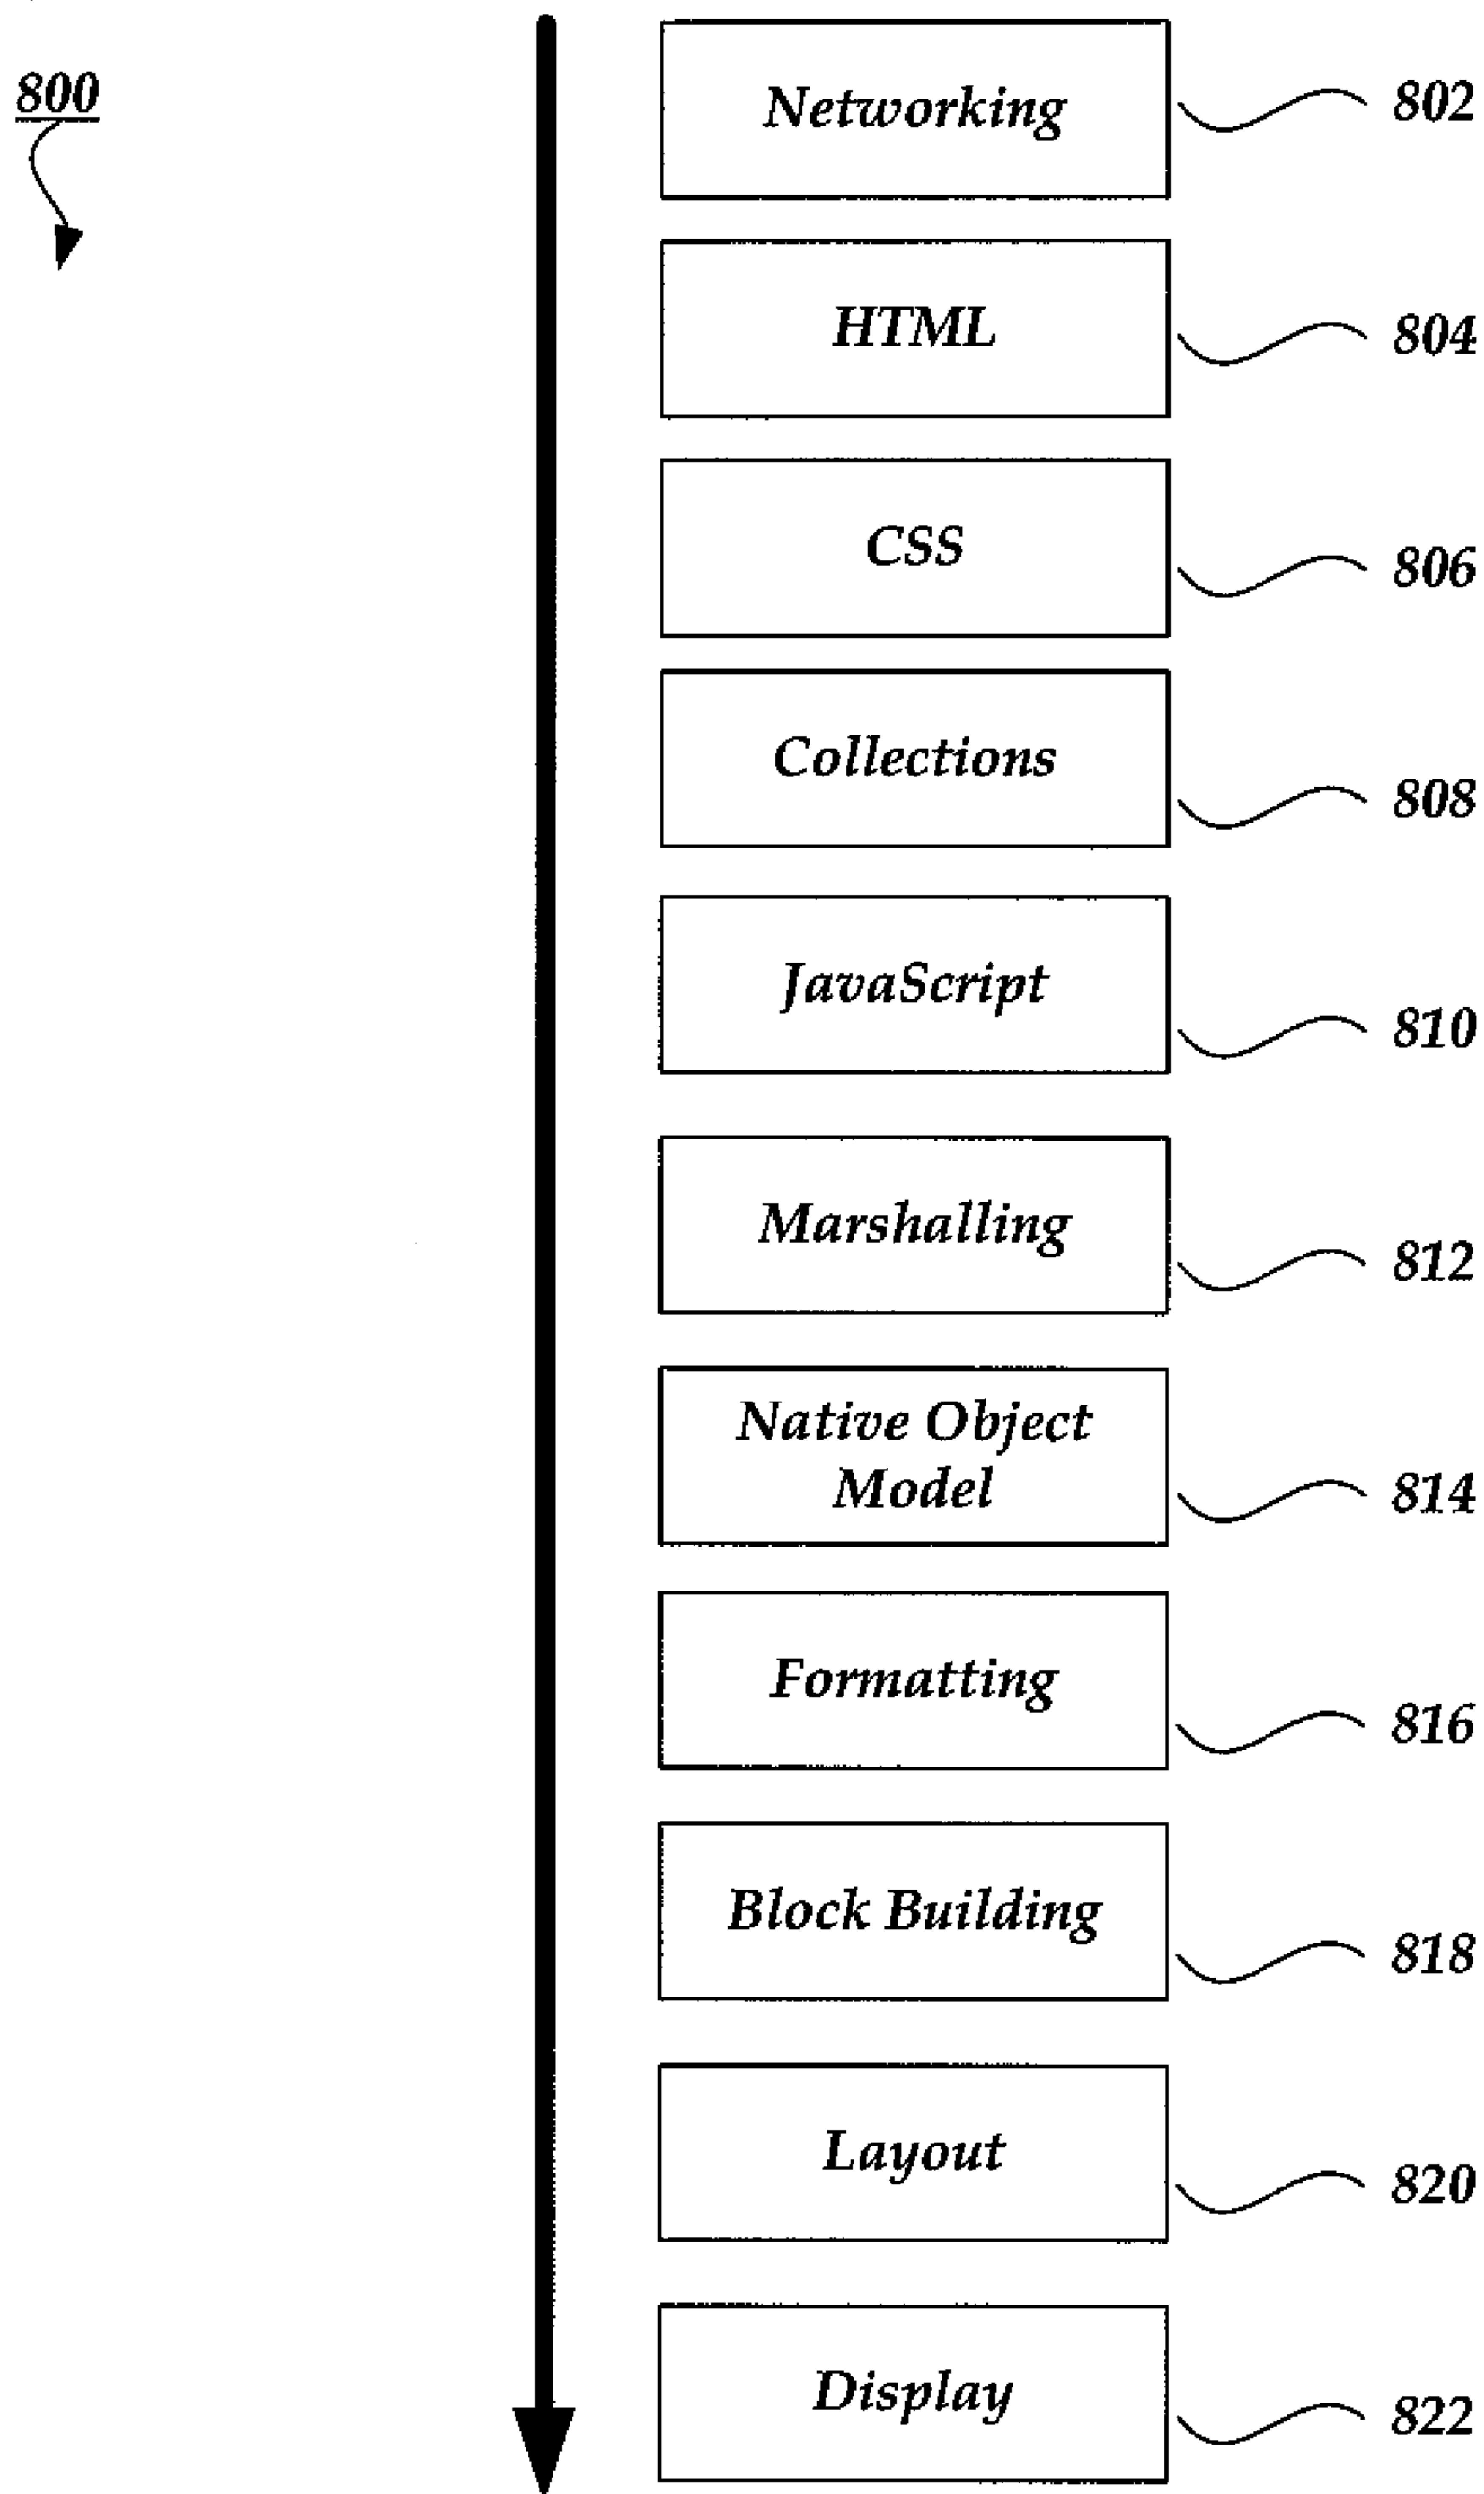 800
Networking
802
HTML
804
CSS
806
Collections
808
JavaScript
810
Marshalling
812
Native Object
Model
814
Formatting
816
Block Building
818
Layout
820
Display
822